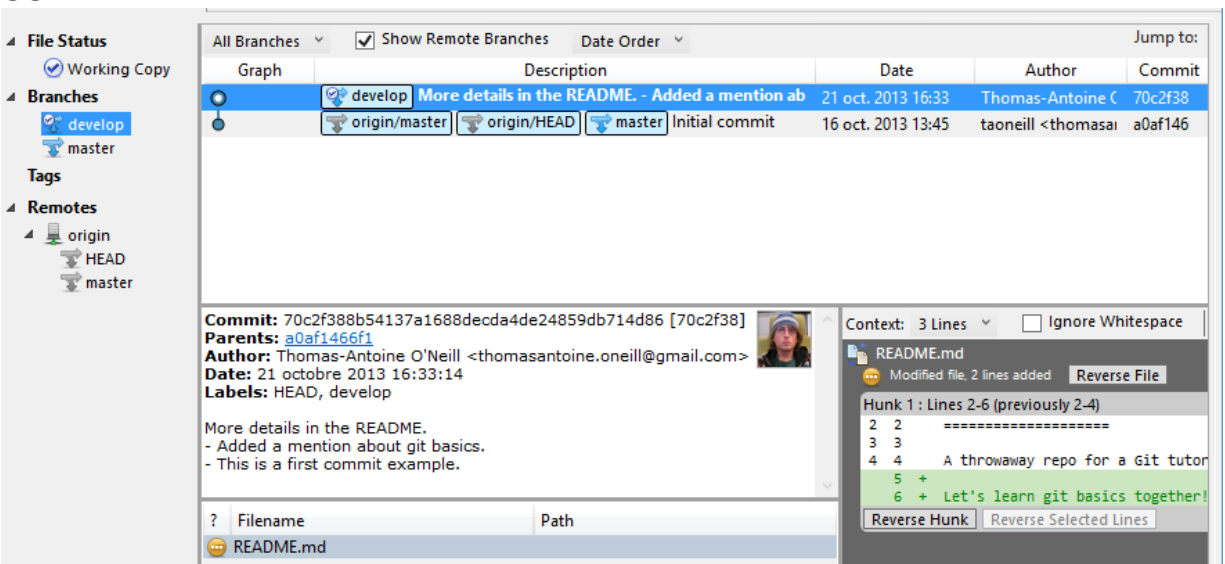 File Status
Working Copy
Branches
develop
master
Tags
Remotes
origin
HEAD
master
All Branches Show Remote Branches Date Order Jump to:
Graph Description Date Author Commit
develop More details in the README. - Added a mention ab 21 oct. 2013 16:33 Thomas-Antoine 70c2f38
origin/master origin/HEAD master Initial commit 16 oct. 2013 13:45 taoneill <thomasa a0af146
Commit: 70c2f388b54137a1688decda4de24859db714d86 [70c2f38]
Parents: a0af1466f1
Author: Thomas-Antoine O'Neill <thomasantoine.oneill@gmail.com>
Date: 21 octobre 2013 16:33:14
Labels: HEAD, develop
More details in the README.
- Added a mention about git basics.
- This is a first commit example.
? Filename Path
README.md
Context: 3 Lines Ignore Whitespace
README.md
Modified file, 2 lines added Reverse File
Hunk 1 : Lines 2-6 (previously 2-4)
2 2 ====================
3 3
4 4 A throwaway repo for a Git tutor
5 +
6 + Let's learn git basics together!
Reverse Hunk Reverse Selected Lines